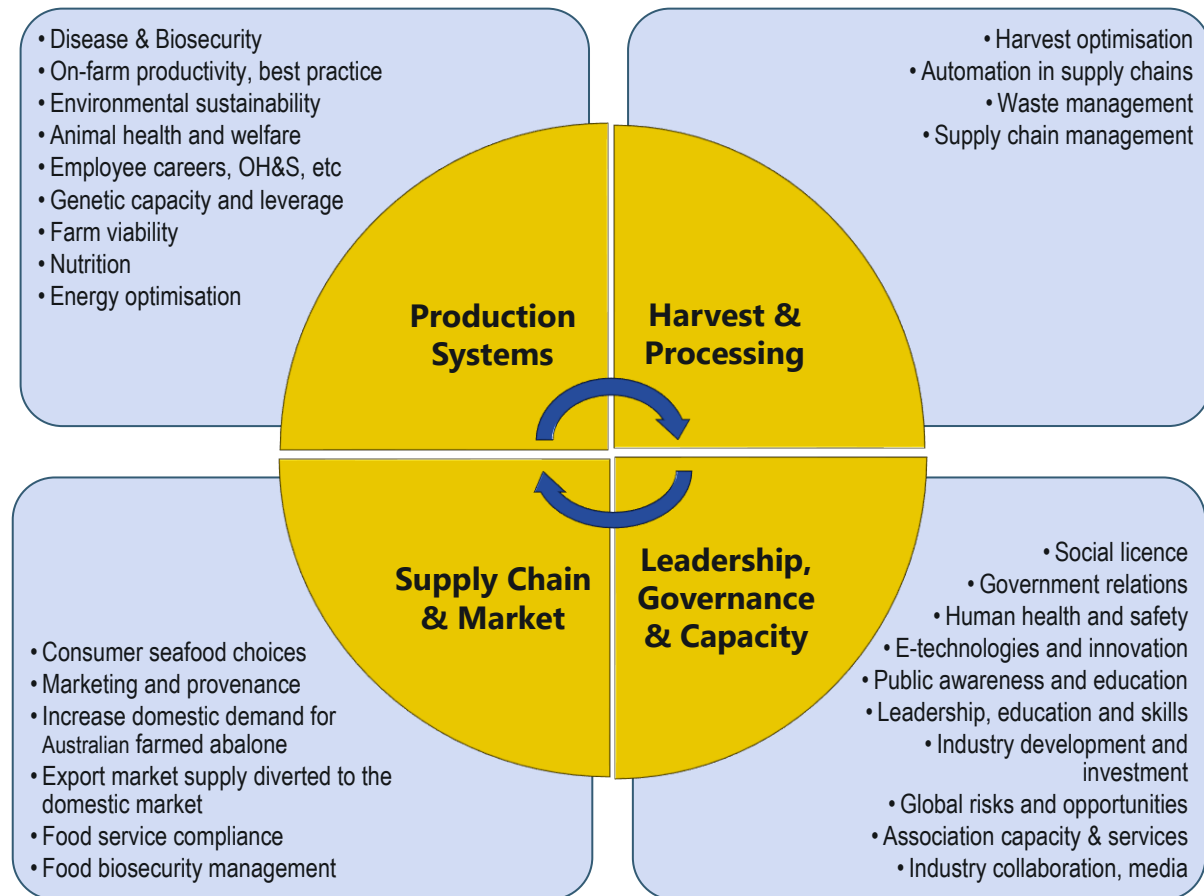 • Disease & Biosecurity
• On-farm productivity, best practice
• Environmental sustainability
• Animal health and welfare
• Employee careers, OH&S, etc
• Genetic capacity and leverage
• Farm viability
• Nutrition
• Energy optimisation
• Harvest optimisation
• Automation in supply chains
• Waste management
• Supply chain management
Production
Systems
Harvest &
Processing
Supply Chain
& Market
Leadership,
Governance
& Capacity
• Consumer seafood choices
• Marketing and provenance
• Increase domestic demand for
Australian farmed abalone
• Export market supply diverted to the
domestic market
• Food service compliance
• Food biosecurity management
• Social licence
• Government relations
• Human health and safety
• E-technologies and innovation
• Public awareness and education
• Leadership, education and skills
• Industry development and
investment
• Global risks and opportunities
• Association capacity & services
• Industry collaboration, media